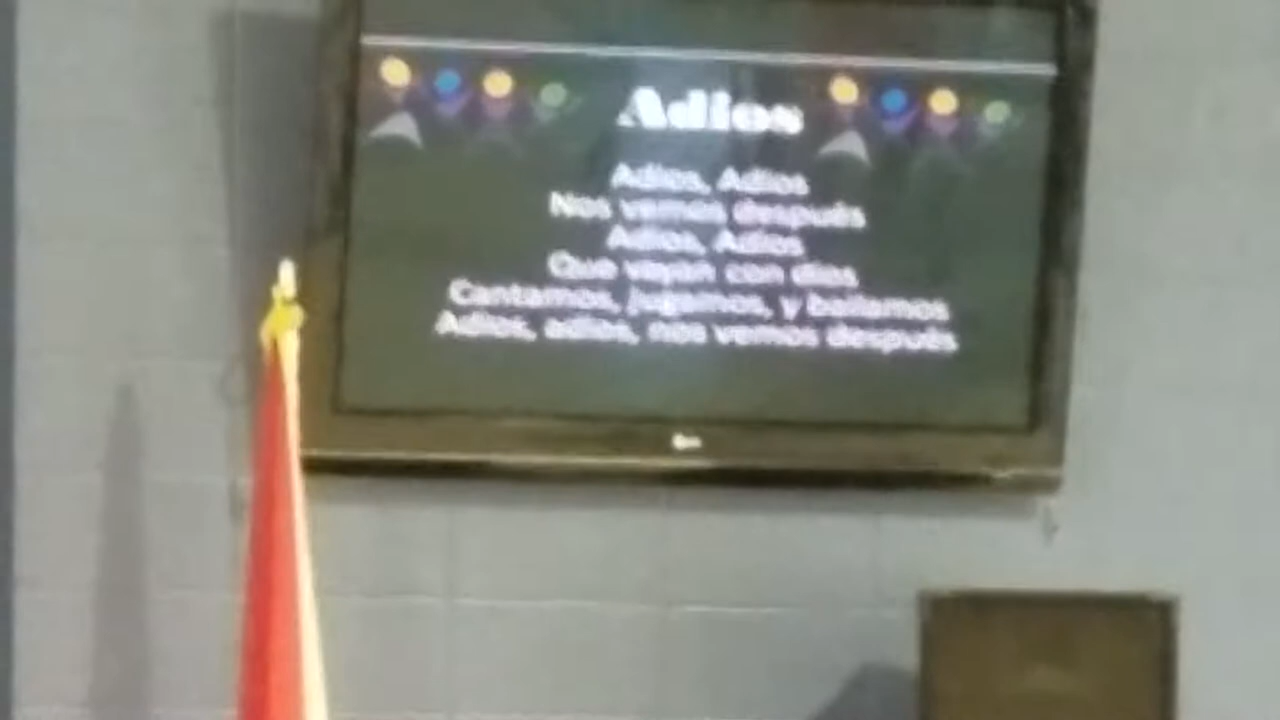 Adios
Adios, Adios
Nos vemos después
Adios, Adios
Que vayan con dios
Cantamos, jugamos, y bailamos
Adios, adios, nos vemos después